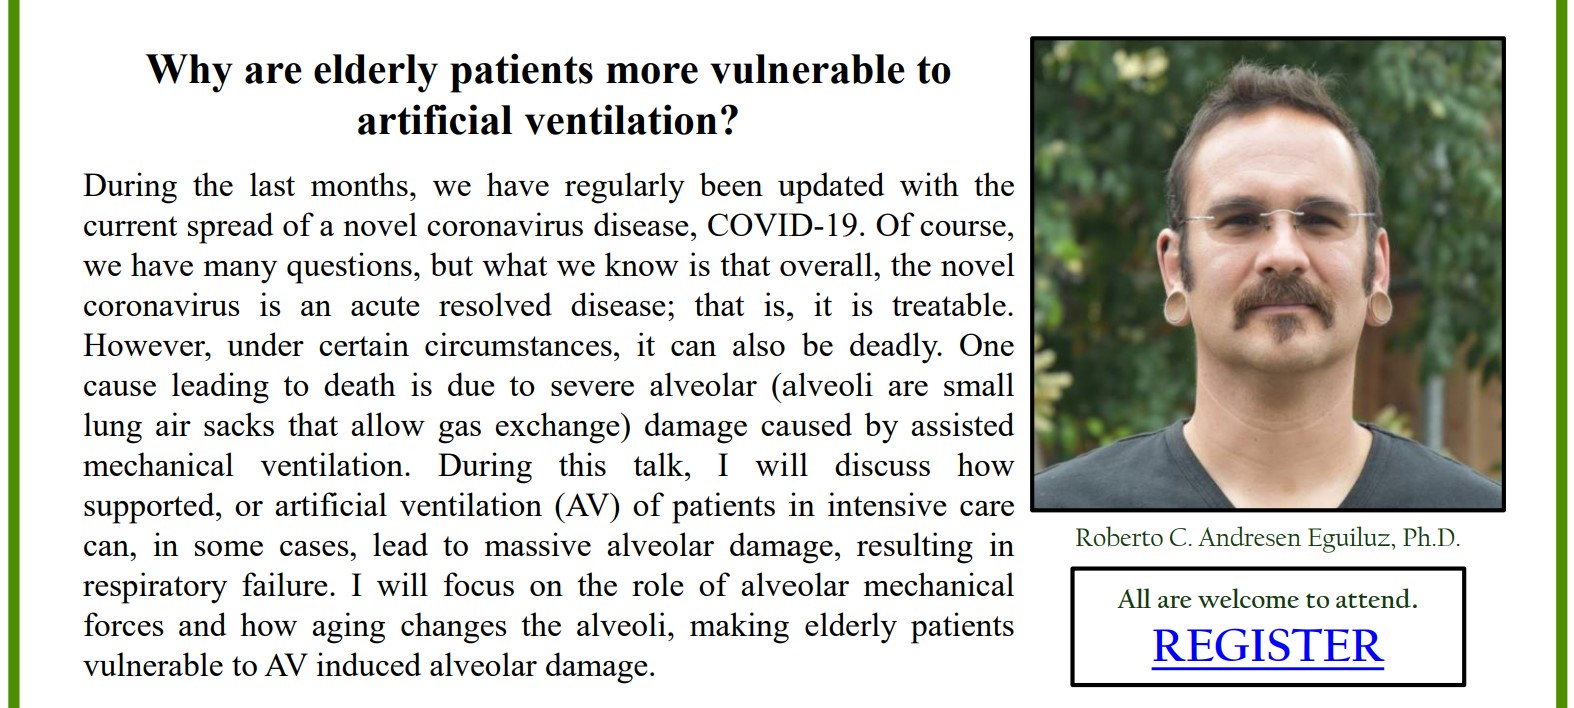 Why are elderly patients more vulnerable to
artificial ventilation?
During the last months, we have regularly been updated with the
current spread of a novel coronavirus disease, COVID-19. Of course,
we have many questions, but what we know is that overall, the novel
coronavirus is an acute resolved disease; that is, it is treatable.
However, under certain circumstances, it can also be deadly. One
cause leading to death is due to severe alveolar (alveoli are small
lung air sacks that allow gas exchange) damage caused by assisted
mechanical ventilation. During this talk, I will discuss how
supported, or artificial ventilation (AV) of patients in intensive care
can, in some cases, lead to massive alveolar damage, resulting in
respiratory failure. I will focus on the role of alveolar mechanical
forces and how aging changes the alveoli, making elderly patients
vulnerable to AV induced alveolar damage.
Roberto C. Andresen Eguiluz, Ph.D.
All are welcome to attend.
REGISTER